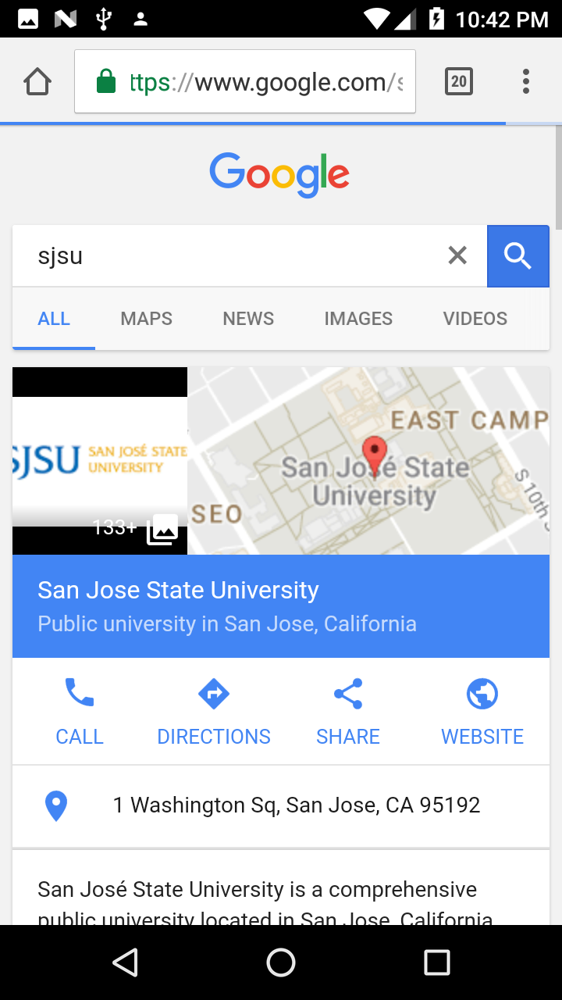 10:42 PM
ttps://www.google.com/s
20
Google
sjsu
ALL MAPS NEWS IMAGES VIDEOS
SJSU SAN JOSÉ STATE
UNIVERSITY
133+
EAST CAMP
San José State
University
SEO
S 10th
San Jose State University
Public university in San Jose, California
CALL DIRECTIONS SHARE WEBSITE
1 Washington Sq, San Jose, CA 95192
San José State University is a comprehensive
public university located in San Jose, California